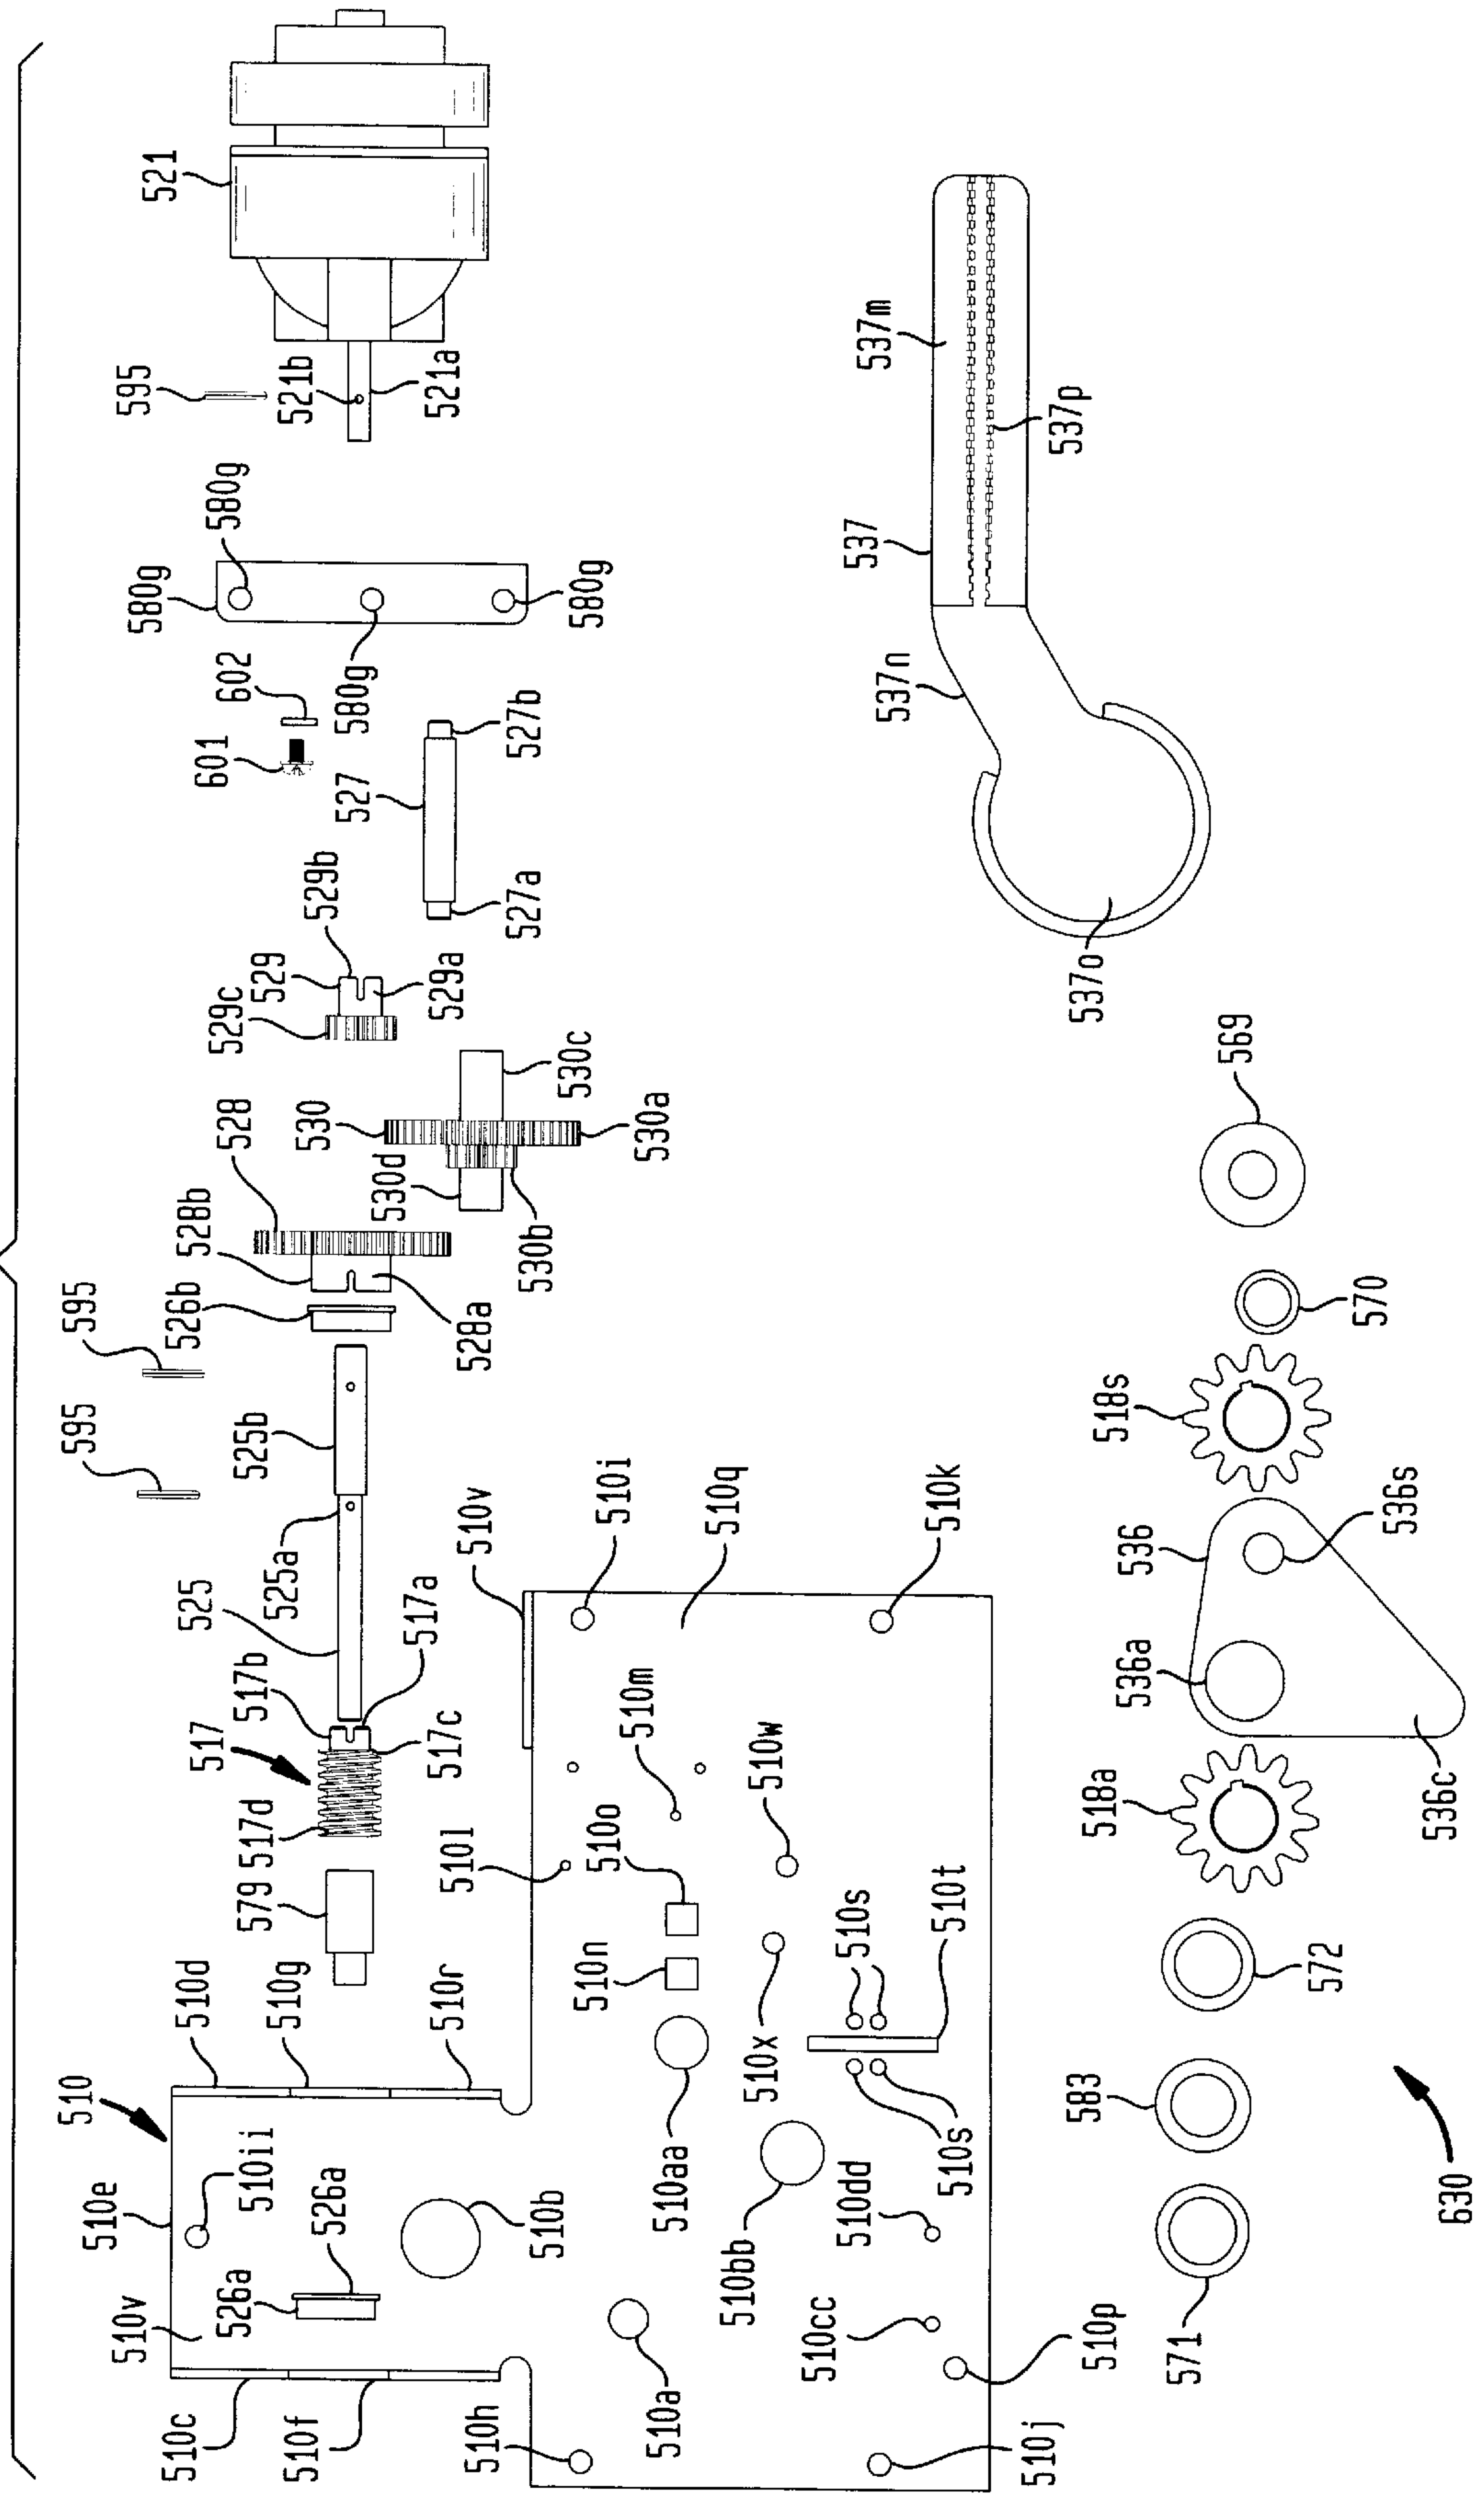 510
595
595
595
521
510v
510e
580g
510c
510d
526b
528b
517
525
601
602
580g
526a
579
517d
517b
525b
528
529c
510f
510g
525a
529
521b
510ii
526a
530
529b
527
580g
510h
510r
510l
517c
517a
510v
528a
530d
529a
521a
510b
530b
527a
527b
510n
510o
510i
530c
580g
510a
510aa
510m
530a
510bb
510x
510w
510q
510cc
510dd
510s
537
537m
510j
510s
510t
510k
537n
510p
583
518a
536a
536
518s
537o
537p
571
572
536c
536s
570
569
630